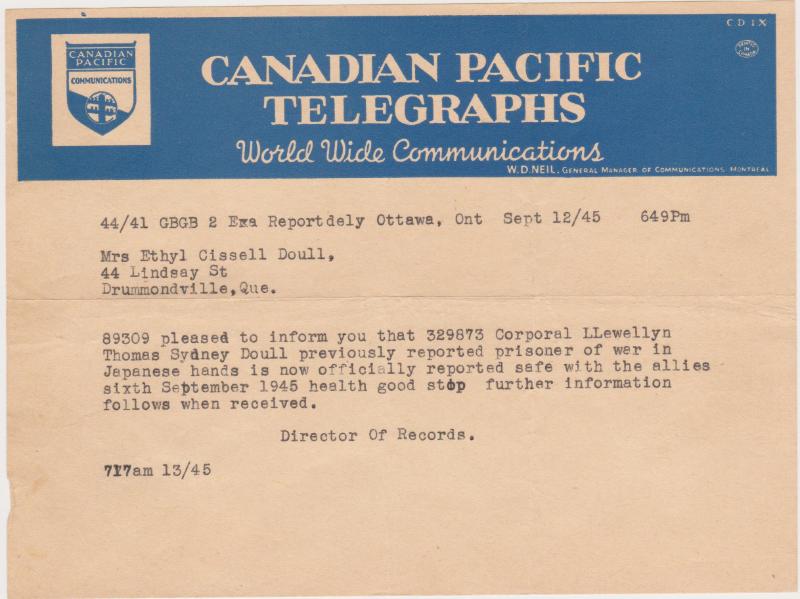 CD1X
CANADIAN
PACIFIC
COMMUNICATIONS
PRINTED
IN
CANADA
CANADIAN PACIFIC
TELEGRAPHS
World Wide Communications
W.D.NEIL, GENERAL MANAGER OF COMMUNICATIONS, MONTREAL
44/41 GBGB 2 Exa Reportdely Ottawa, Ont Sept 12/45 649Pm
Mrs Ethyl Cissell Doull,
44 Lindsay St
Drummondville,Que.
89309 pleased to inform you that 329873 Corporal LLewellyn
Thomas Sydney Doull previously reported prisoner of war in
Japanese hands is now officially reported safe with the allies
sixth September 1945 health good stop further information
follows when received.
Director Of Records.
717am 13/45